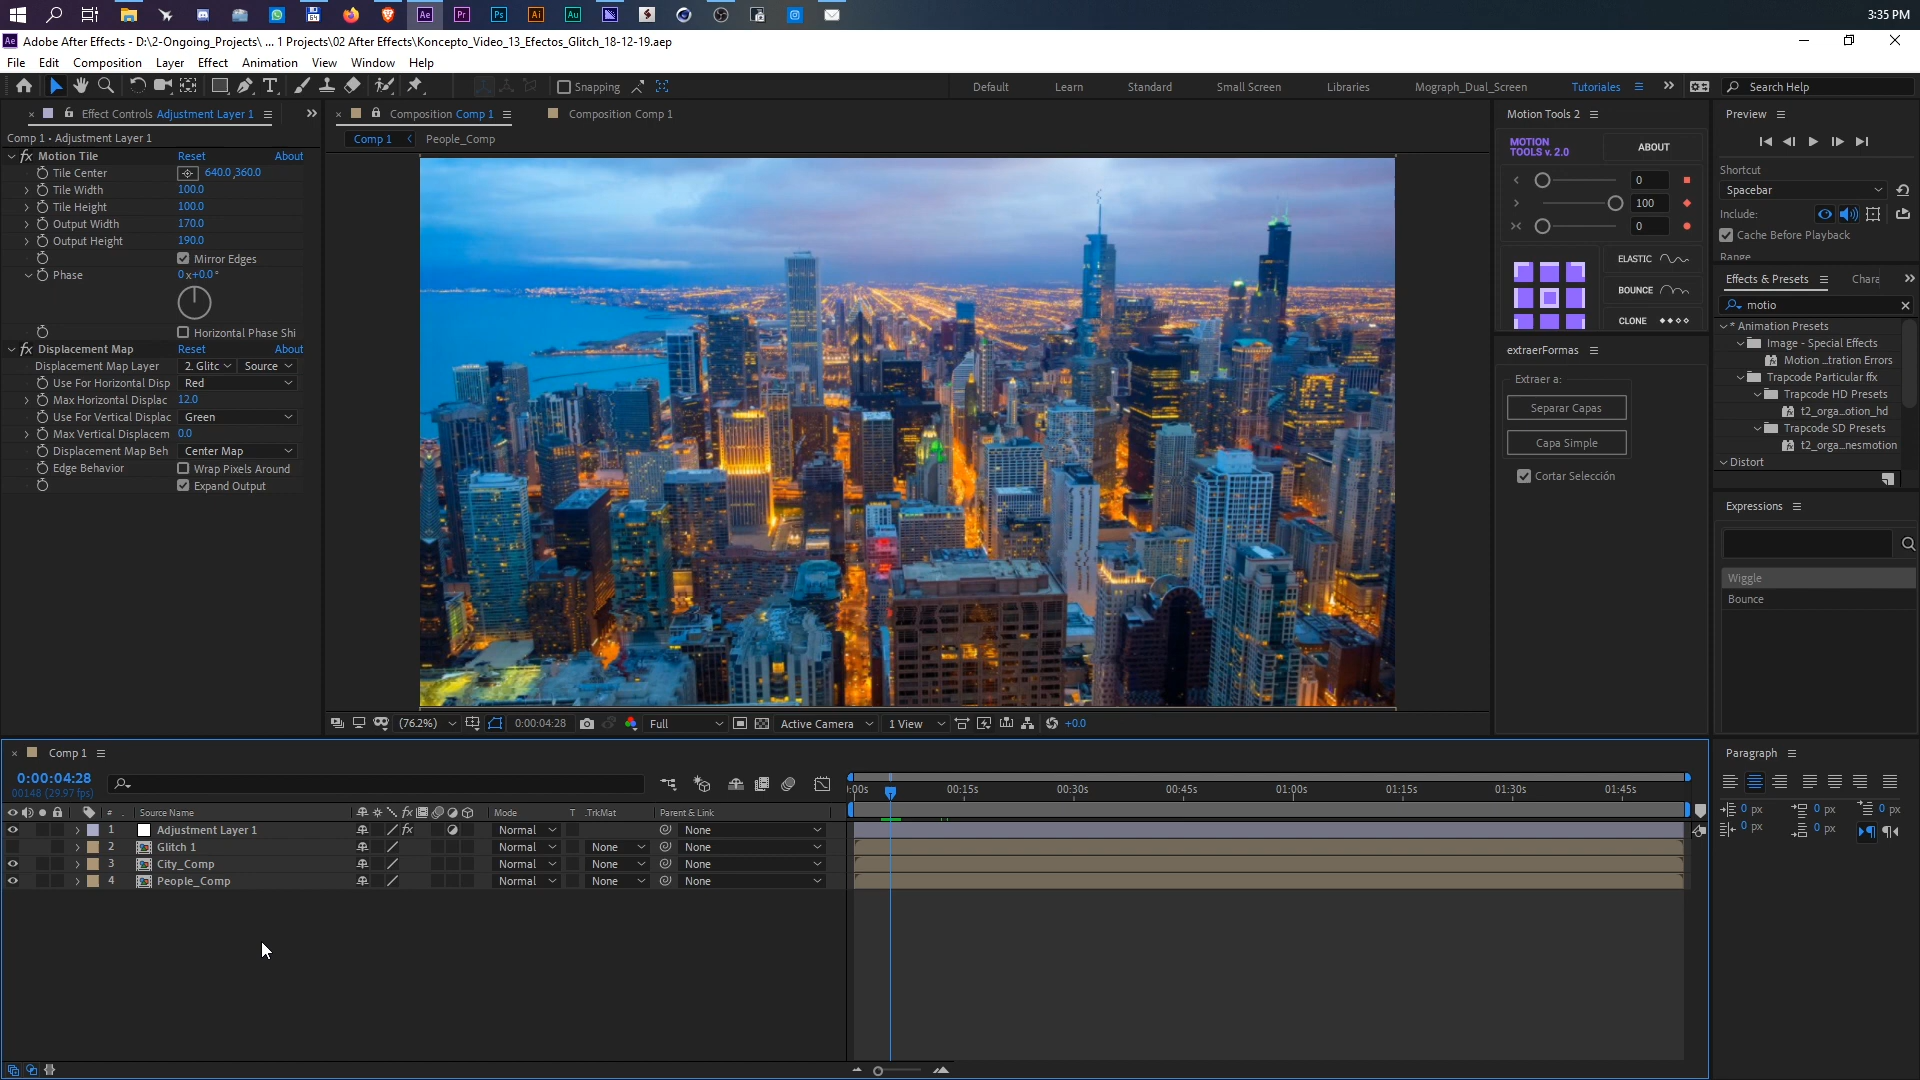 3:35 PM
Adobe After Effects - D:\2-Ongoing_Projects\ ... 1 Projects\02 After Effects\Koncepto_Video_13_Efectos_Glitch_18-12-19.aep
File Edit Composition Layer Effect Animation View Window Help
Snapping Default Learn Standard Small Screen Libraries Mograph_Dual_Screen Tutoriales Search Help
Effect Controls Adjustment Layer 1
Comp 1 • Adjustment Layer 1
fx Motion Tile Reset About
Tile Center 640.0,360.0
Tile Width 100.0
Tile Height 100.0
Output Width 170.0
Output Height 190.0
Mirror Edges
Phase 0x+0.0°
Horizontal Phase Shi
fx Displacement Map Reset About
Displacement Map Layer 2. Glitc Source
Use For Horizontal Disp Red
Max Horizontal Displac 12.0
Use For Vertical Displac Green
Max Vertical Displacem 0.0
Displacement Map Beh Center Map
Edge Behavior Wrap Pixels Around
Expand Output
Composition Comp 1 Composition Comp 1
Comp 1 People_Comp
(76.2%) 0:00:04:28 Full Active Camera 1 View +0.0
Motion Tools 2
MOTION
TOOLS v. 2.0
ABOUT
0
100
0
ELASTIC
BOUNCE
CLONE
extraerFormas
Extraer a:
Separar Capas
Capa Simple
Cortar Selección
Preview
Shortcut
Spacebar
Include:
Cache Before Playback
Range
Effects & Presets Chara
motio
* Animation Presets
Image - Special Effects
Motion ...tration Errors
Trapcode Particular ffx
Trapcode HD Presets
t2_orga...otion_hd
Trapcode SD Presets
t2_orga...nesmotion
Distort
Expressions
Wiggle
Bounce
Paragraph
0 px 0 px 0 px
0 px 0 px
Comp 1
0:00:04:28
00148 (29.97 fps)
:00s 00:15s 00:30s 00:45s 01:00s 01:15s 01:30s 01:45s
# Source Name fx Mode T .TrkMat Parent & Link
1 Adjustment Layer 1 fx Normal None
2 Glitch 1 Normal None None
3 City_Comp Normal None None
4 People_Comp Normal None None